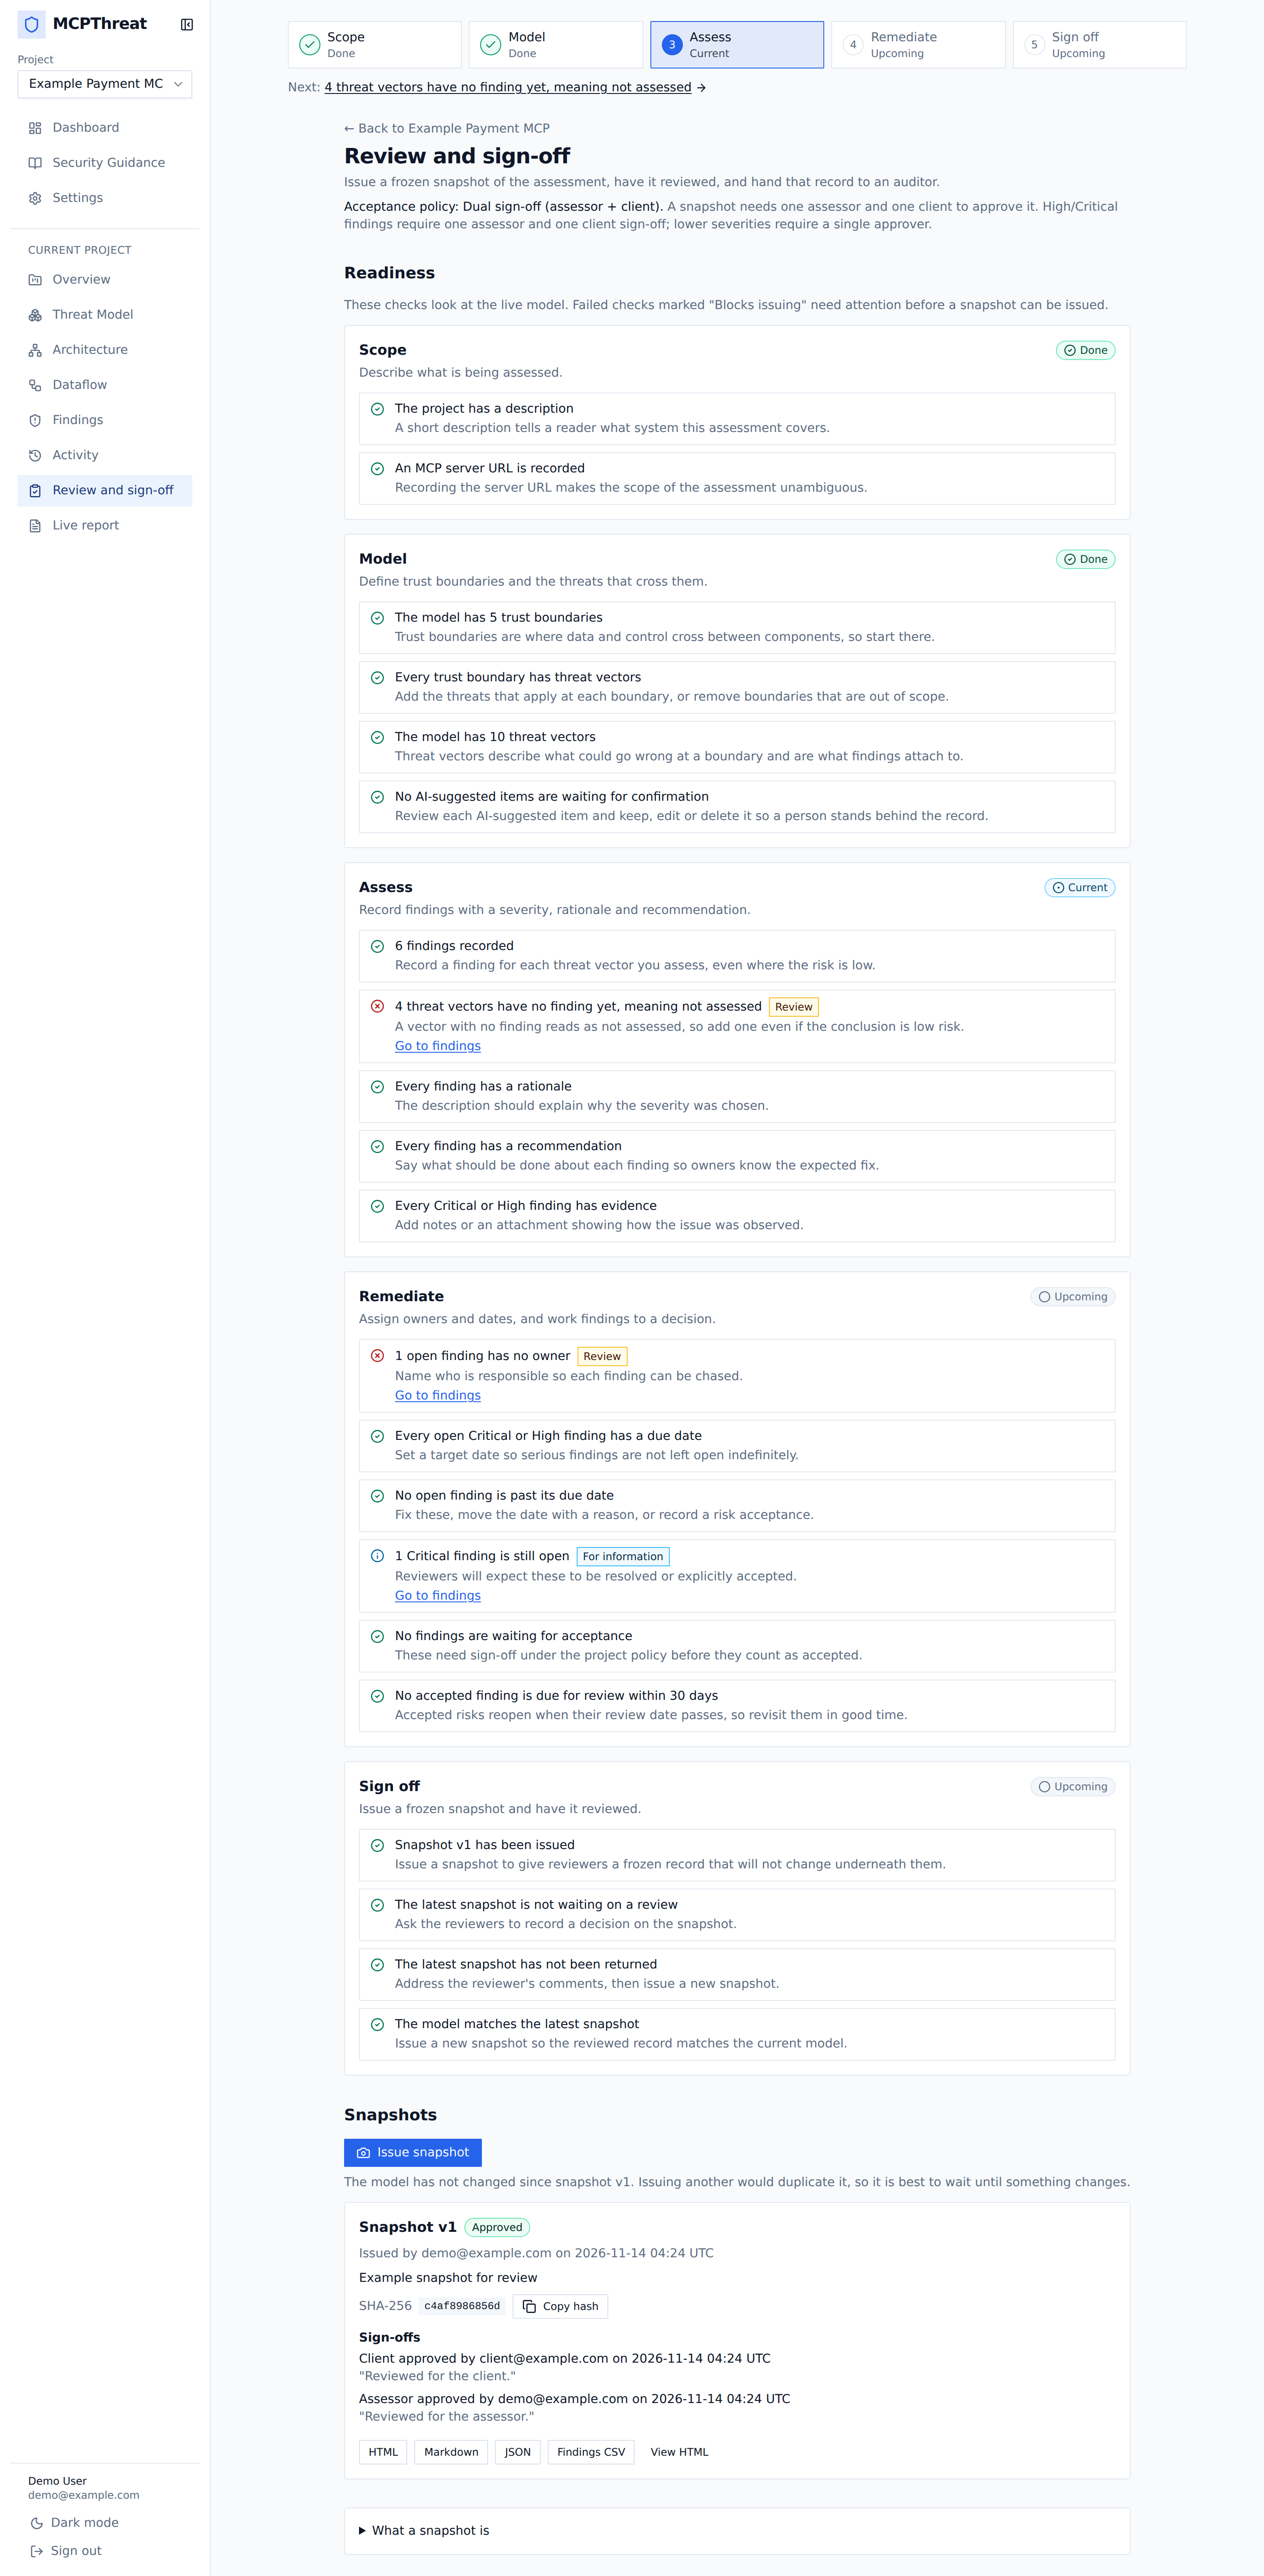 MCPThreat
Project
Example Payment MC
Dashboard
Security Guidance
Settings
CURRENT PROJECT
Overview
Threat Model
Architecture
Dataflow
Findings
Activity
Review and sign-off
Live report
Demo User
demo@example.com
Dark mode
Sign out
Scope
Done
Model
Done
3
Assess
Current
4
Remediate
Upcoming
5
Sign off
Upcoming
Next: 4 threat vectors have no finding yet, meaning not assessed →
← Back to Example Payment MCP
Review and sign-off
Issue a frozen snapshot of the assessment, have it reviewed, and hand that record to an auditor.
Acceptance policy: Dual sign-off (assessor + client). A snapshot needs one assessor and one client to approve it. High/Critical
findings require one assessor and one client sign-off; lower severities require a single approver.
Readiness
These checks look at the live model. Failed checks marked "Blocks issuing" need attention before a snapshot can be issued.
Scope
Done
Describe what is being assessed.
The project has a description
A short description tells a reader what system this assessment covers.
An MCP server URL is recorded
Recording the server URL makes the scope of the assessment unambiguous.
Model
Done
Define trust boundaries and the threats that cross them.
The model has 5 trust boundaries
Trust boundaries are where data and control cross between components, so start there.
Every trust boundary has threat vectors
Add the threats that apply at each boundary, or remove boundaries that are out of scope.
The model has 10 threat vectors
Threat vectors describe what could go wrong at a boundary and are what findings attach to.
No AI-suggested items are waiting for confirmation
Review each AI-suggested item and keep, edit or delete it so a person stands behind the record.
Assess
Current
Record findings with a severity, rationale and recommendation.
6 findings recorded
Record a finding for each threat vector you assess, even where the risk is low.
4 threat vectors have no finding yet, meaning not assessed Review
A vector with no finding reads as not assessed, so add one even if the conclusion is low risk.
Go to findings
Every finding has a rationale
The description should explain why the severity was chosen.
Every finding has a recommendation
Say what should be done about each finding so owners know the expected fix.
Every Critical or High finding has evidence
Add notes or an attachment showing how the issue was observed.
Remediate
Upcoming
Assign owners and dates, and work findings to a decision.
1 open finding has no owner Review
Name who is responsible so each finding can be chased.
Go to findings
Every open Critical or High finding has a due date
Set a target date so serious findings are not left open indefinitely.
No open finding is past its due date
Fix these, move the date with a reason, or record a risk acceptance.
1 Critical finding is still open For information
Reviewers will expect these to be resolved or explicitly accepted.
Go to findings
No findings are waiting for acceptance
These need sign-off under the project policy before they count as accepted.
No accepted finding is due for review within 30 days
Accepted risks reopen when their review date passes, so revisit them in good time.
Sign off
Upcoming
Issue a frozen snapshot and have it reviewed.
Snapshot v1 has been issued
Issue a snapshot to give reviewers a frozen record that will not change underneath them.
The latest snapshot is not waiting on a review
Ask the reviewers to record a decision on the snapshot.
The latest snapshot has not been returned
Address the reviewer's comments, then issue a new snapshot.
The model matches the latest snapshot
Issue a new snapshot so the reviewed record matches the current model.
Snapshots
Issue snapshot
The model has not changed since snapshot v1. Issuing another would duplicate it, so it is best to wait until something changes.
Snapshot v1 Approved
Issued by demo@example.com on 2026-11-14 04:24 UTC
Example snapshot for review
SHA-256 c4af8986856d Copy hash
Sign-offs
Client approved by client@example.com on 2026-11-14 04:24 UTC
"Reviewed for the client."
Assessor approved by demo@example.com on 2026-11-14 04:24 UTC
"Reviewed for the assessor."
HTML Markdown JSON Findings CSV View HTML
What a snapshot is